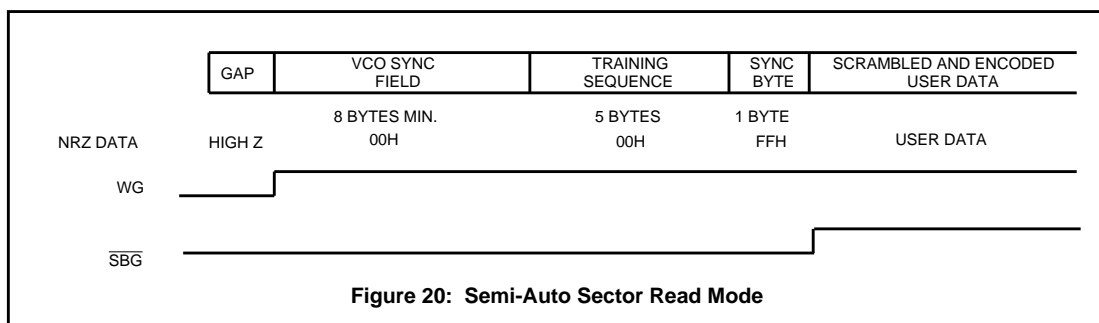 GAP
VCO SYNC
FIELD
TRAINING
SEQUENCE
SYNC
BYTE
SCRAMBLED AND ENCODED
USER DATA
8 BYTES MIN.
5 BYTES
1 BYTE
NRZ DATA
HIGH Z
00H
00H
FFH
USER DATA
WG
SBG
Figure 20: Semi-Auto Sector Read Mode